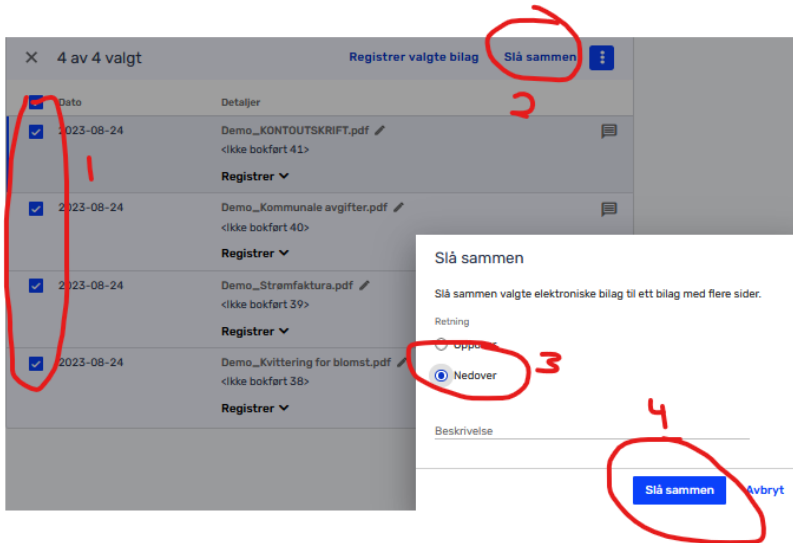 4 av 4 valgt
Registrer valgte bilag
Slå sammen
2
Dato
Detaljer
1
2023-08-24
Demo_KONTOUTSKRIFT.pdf
<Ikke bokført 41>
Registrer
2023-08-24
Demo_Kommunale avgifter.pdf
<Ikke bokført 40>
Registrer
2023-08-24
Demo_Strømfaktura.pdf
<Ikke bokført 39>
Registrer
2023-08-24
Demo_Kvittering for blomst.pdf
<Ikke bokført 38>
Registrer
Slå sammen
Slå sammen valgte elektroniske bilag til ett bilag med flere sider.
Retning
Oppover
Nedover
3
Beskrivelse
4
Slå sammen
Avbryt